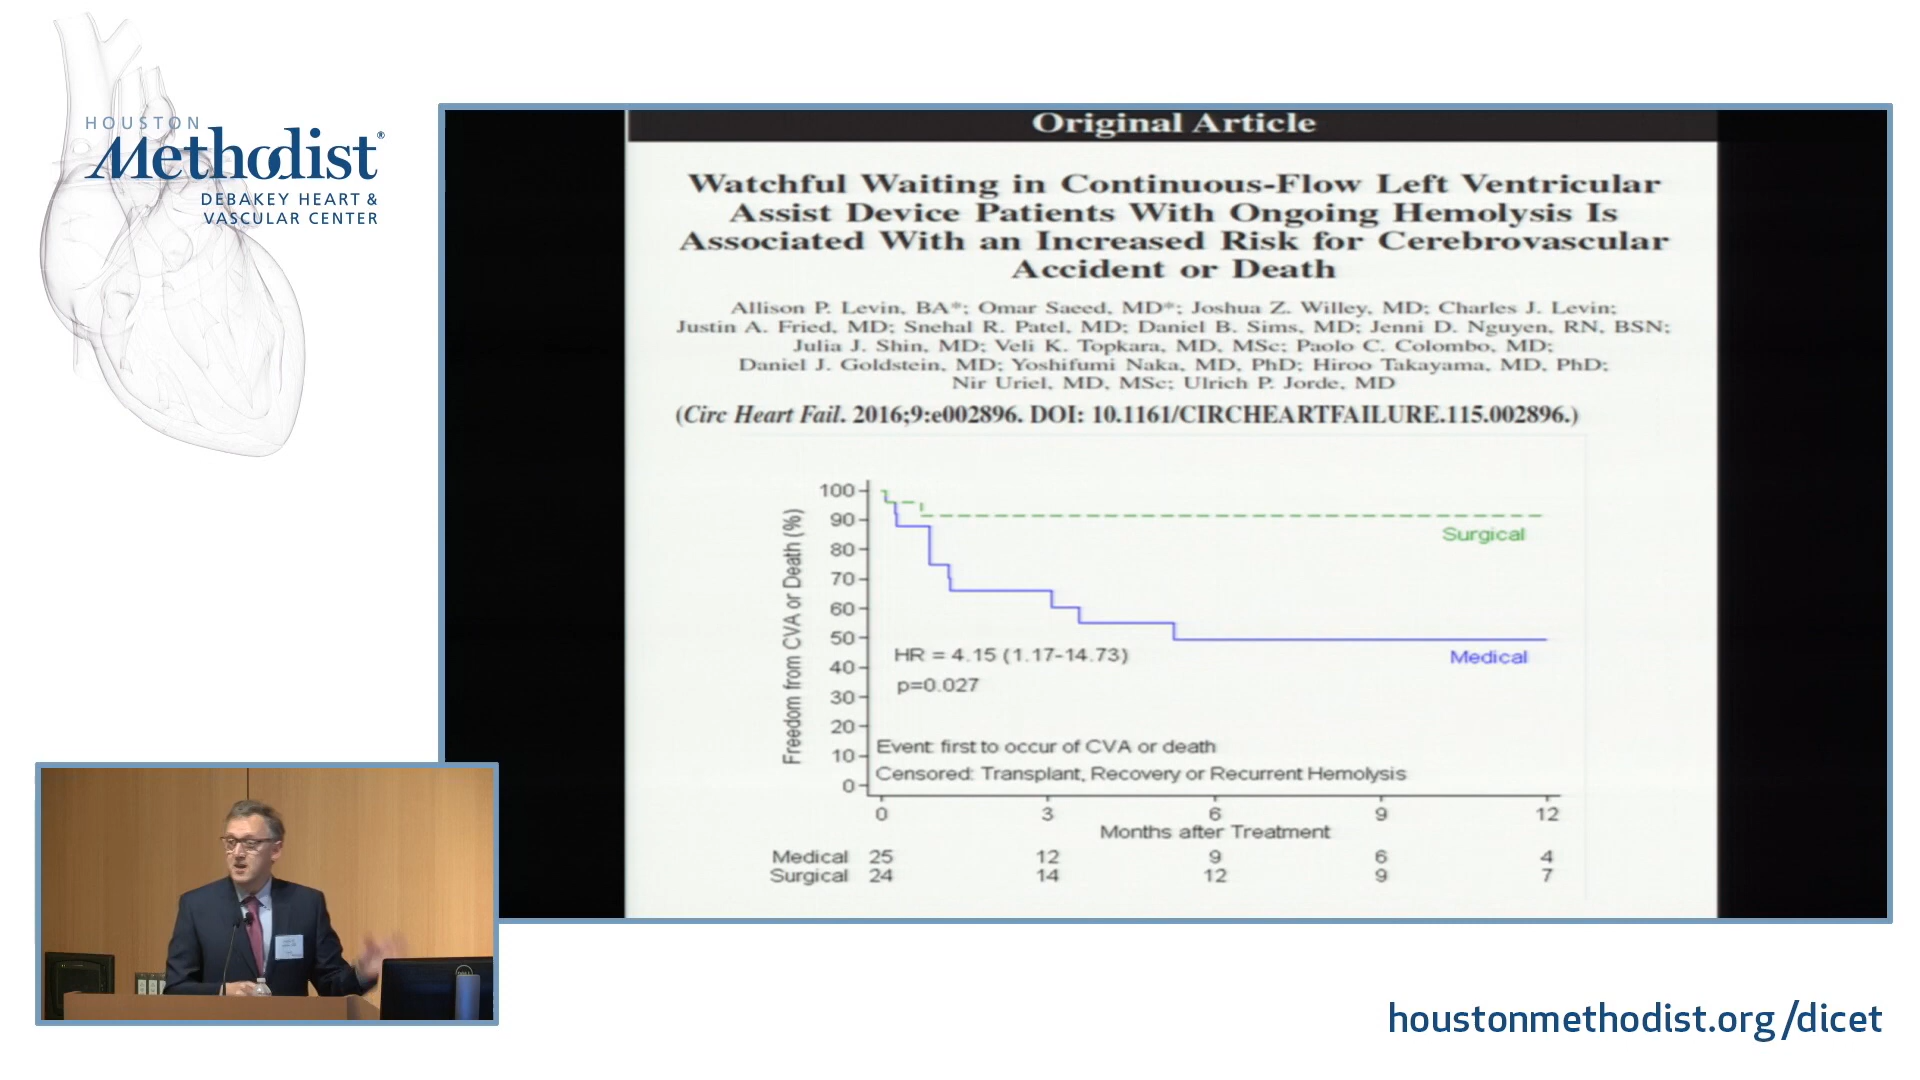 HOUSTON
Methodist®
DEBAKEY HEART &
VASCULAR CENTER
Original Article
Watchful Waiting in Continuous-Flow Left Ventricular
Assist Device Patients With Ongoing Hemolysis Is
Associated With an Increased Risk for Cerebrovascular
Accident or Death
Allison P. Levin, BA*; Omar Saeed, MD*; Joshua Z. Willey, MD; Charles J. Levin;
Justin A. Fried, MD; Snehal R. Patel, MD; Daniel B. Sims, MD; Jenni D. Nguyen, RN, BSN;
Julia J. Shin, MD; Veli K. Topkara, MD, MSc; Paolo C. Colombo, MD;
Daniel J. Goldstein, MD; Yoshifumi Naka, MD, PhD; Hiroo Takayama, MD, PhD;
Nir Uriel, MD, MSc; Ulrich P. Jorde, MD
(Circ Heart Fail. 2016;9:e002896. DOI: 10.1161/CIRCHEARTFAILURE.115.002896.)
Freedom from CVA or Death (%)
100
90
80
70
60
50
40
30
20
10
0
Surgical
Medical
HR = 4.15 (1.17-14.73)
p=0.027
Event: first to occur of CVA or death
Censored: Transplant, Recovery or Recurrent Hemolysis
0 3 6 9 12
Months after Treatment
Medical 25 12 9 6 4
Surgical 24 14 12 9 7
houstonmethodist.org/dicet